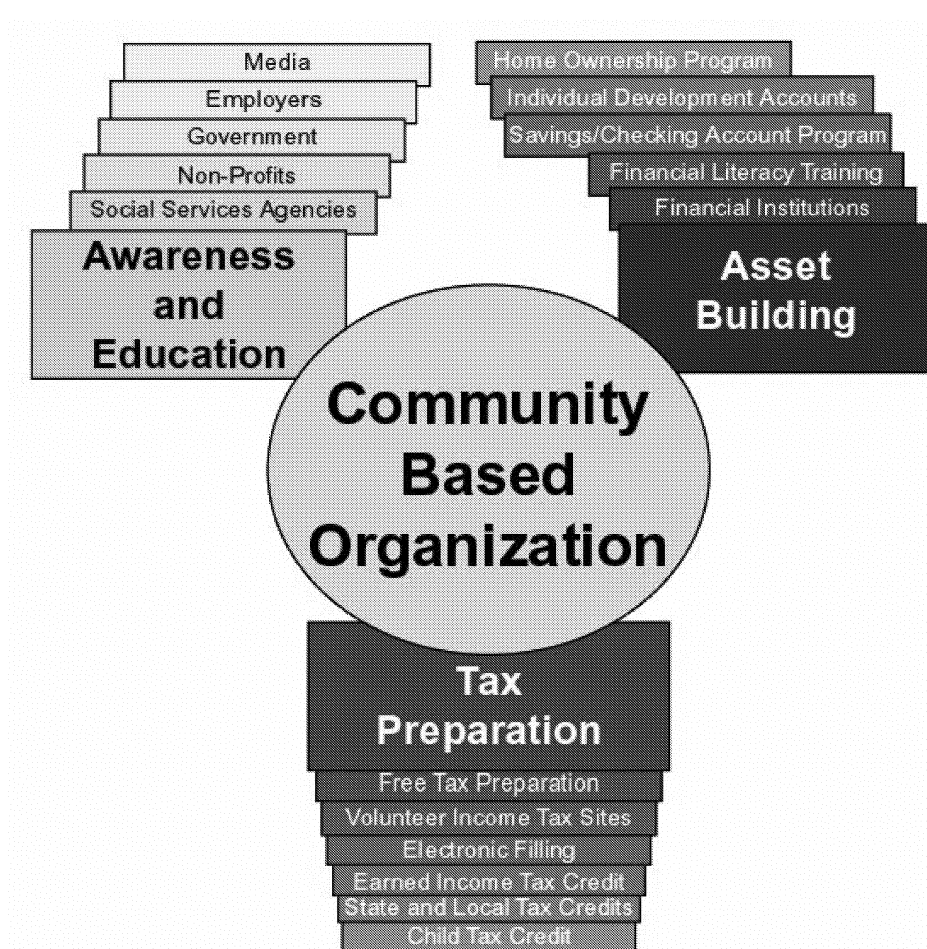 Media
Employers
Government
Non-Profits
Social Services Agencies
Awareness
and
Education
Home Ownership Program
Individual Development Accounts
Savings/Checking Account Program
Financial Literacy Training
Financial Institutions
Asset
Building
Community
Based
Organization
Tax
Preparation
Free Tax Preparation
Volunteer Income Tax Sites
Electronic Filling
Earned Income Tax Credit
State and Local Tax Credits
Child Tax Credit